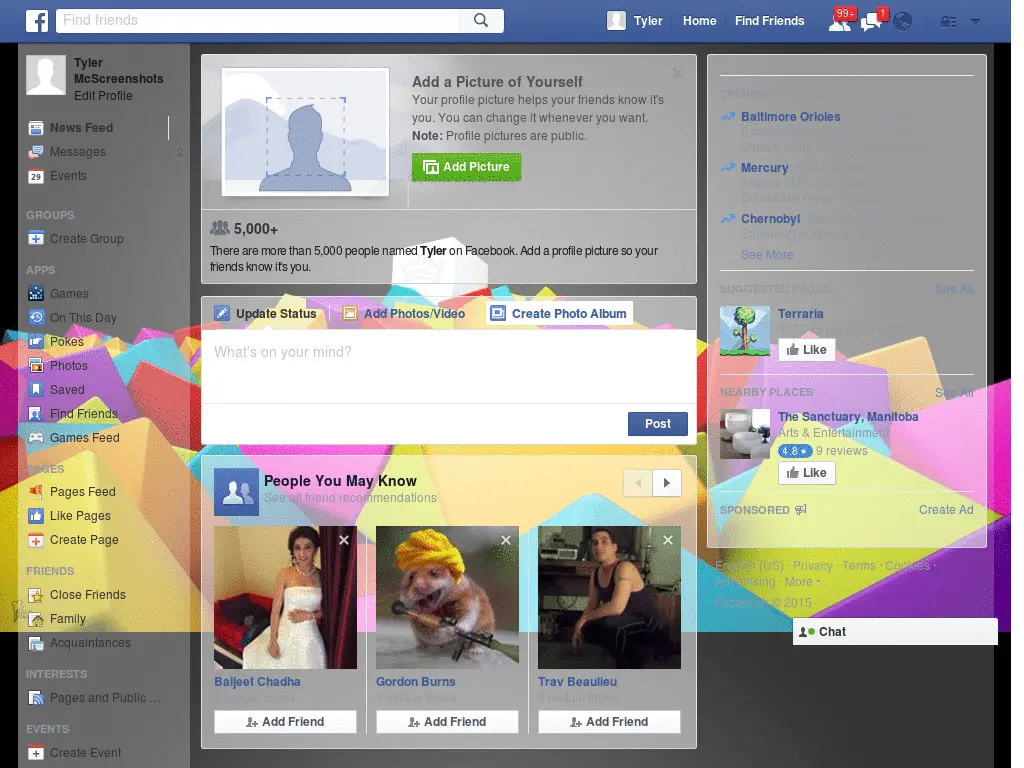 Find friends
Tyler
Home
Find Friends
99+
1
Tyler
McScreenshots
Edit Profile
News Feed
Messages 2
29 Events
GROUPS
Create Group
APPS
Games
On This Day
Pokes
Photos
Saved
Find Friends
Games Feed
PAGES
Pages Feed
Like Pages
Create Page
FRIENDS
Close Friends
Family
Acquaintances
INTERESTS
Pages and Public ...
EVENTS
Create Event
Add a Picture of Yourself
Your profile picture helps your friends know it's
you. You can change it whenever you want.
Note: Profile pictures are public.
Add Picture
5,000+
There are more than 5,000 people named Tyler on Facebook. Add a profile picture so your
friends know it's you.
Update Status
Add Photos/Video
Create Photo Album
What's on your mind?
Post
People You May Know
See all friend recommendations
Baljeet Chadha
1 mutual friend
Add Friend
Gordon Burns
1 mutual friend
Add Friend
Trav Beaulieu
1 mutual friend
Add Friend
TRENDING
Baltimore Orioles
Mercury
Chernobyl
See More
SUGGESTED PAGES See All
Terraria
Like
NEARBY PLACES See All
The Sanctuary, Manitoba
Arts & Entertainment
4.8 ★ 9 reviews
Like
SPONSORED Create Ad
English (US) · Privacy · Terms · Cookies ·
Advertising · More
Facebook © 2015
Chat